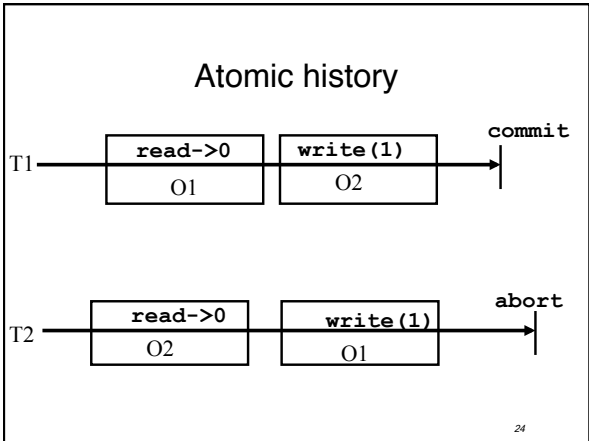 Atomic history
commit
read->0 write(1)
T1
O1 O2
abort
read->0 write(1)
T2
O2 O1
24